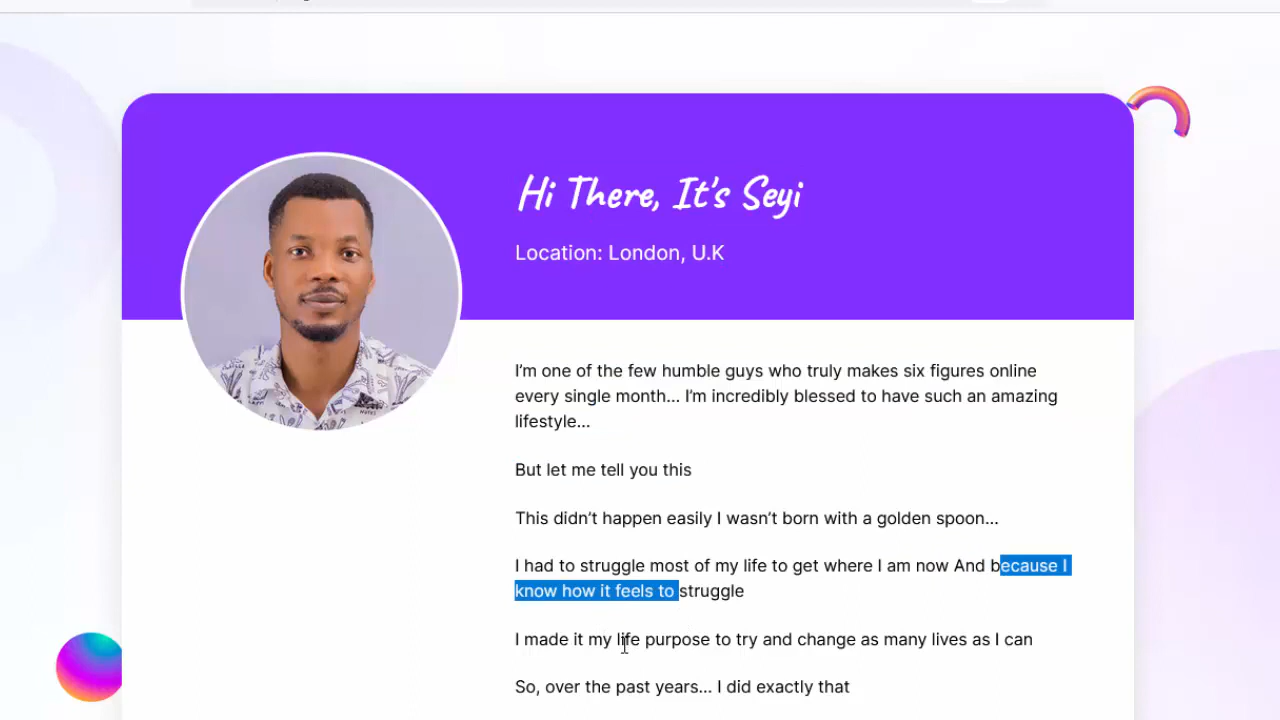 Hi There, It's Seyi
Location: London, U.K
I'm one of the few humble guys who truly makes six figures online
every single month... I'm incredibly blessed to have such an amazing
lifestyle...
But let me tell you this
This didn't happen easily I wasn't born with a golden spoon...
I had to struggle most of my life to get where I am now And because I
know how it feels to struggle
I made it my life purpose to try and change as many lives as I can
So, over the past years... I did exactly that